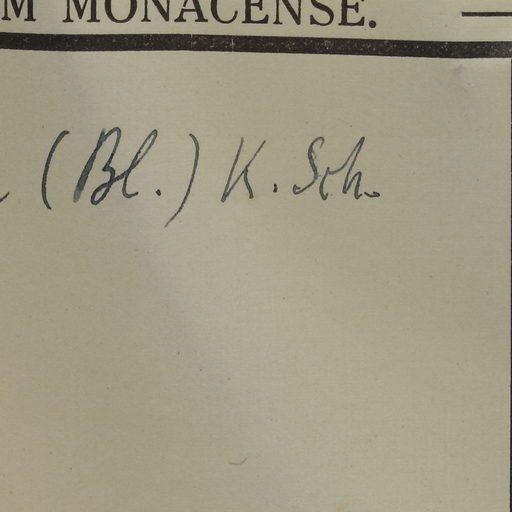 M MONACENSE.
(Bl.) K. Sch.